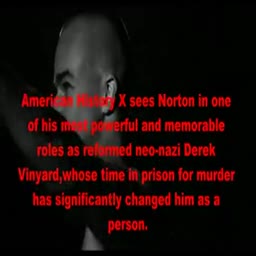 American History X sees Norton in one
of his most powerful and memorable
roles as reformed neo-nazi Derek
Vinyard,whose time in prison for murder
has significantly changed him as a
person.